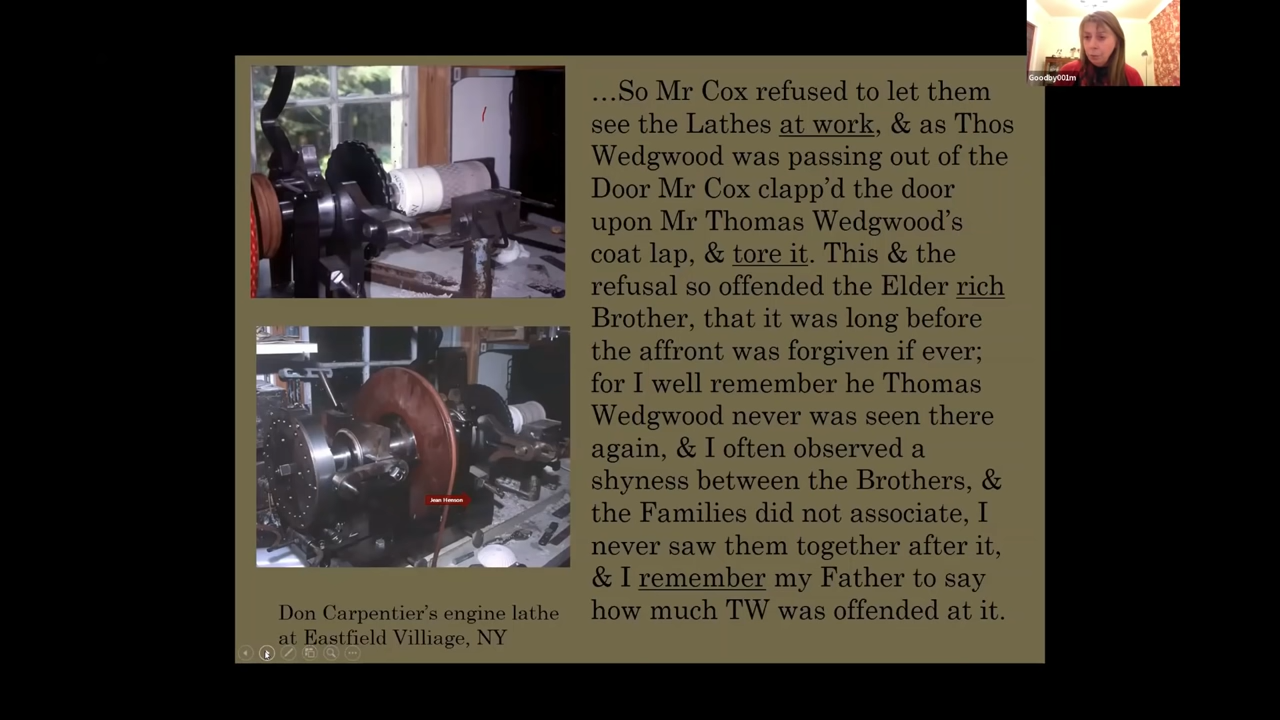 Goodby001m
…So Mr Cox refused to let them
see the Lathes at work, & as Thos
Wedgwood was passing out of the
Door Mr Cox clapp’d the door
upon Mr Thomas Wedgwood’s
coat lap, & tore it. This & the
refusal so offended the Elder rich
Brother, that it was long before
the affront was forgiven if ever;
for I well remember he Thomas
Wedgwood never was seen there
again, & I often observed a
shyness between the Brothers, &
the Families did not associate, I
never saw them together after it,
& I remember my Father to say
how much TW was offended at it.
Jean Henson
Don Carpentier’s engine lathe
at Eastfield Villiage, NY